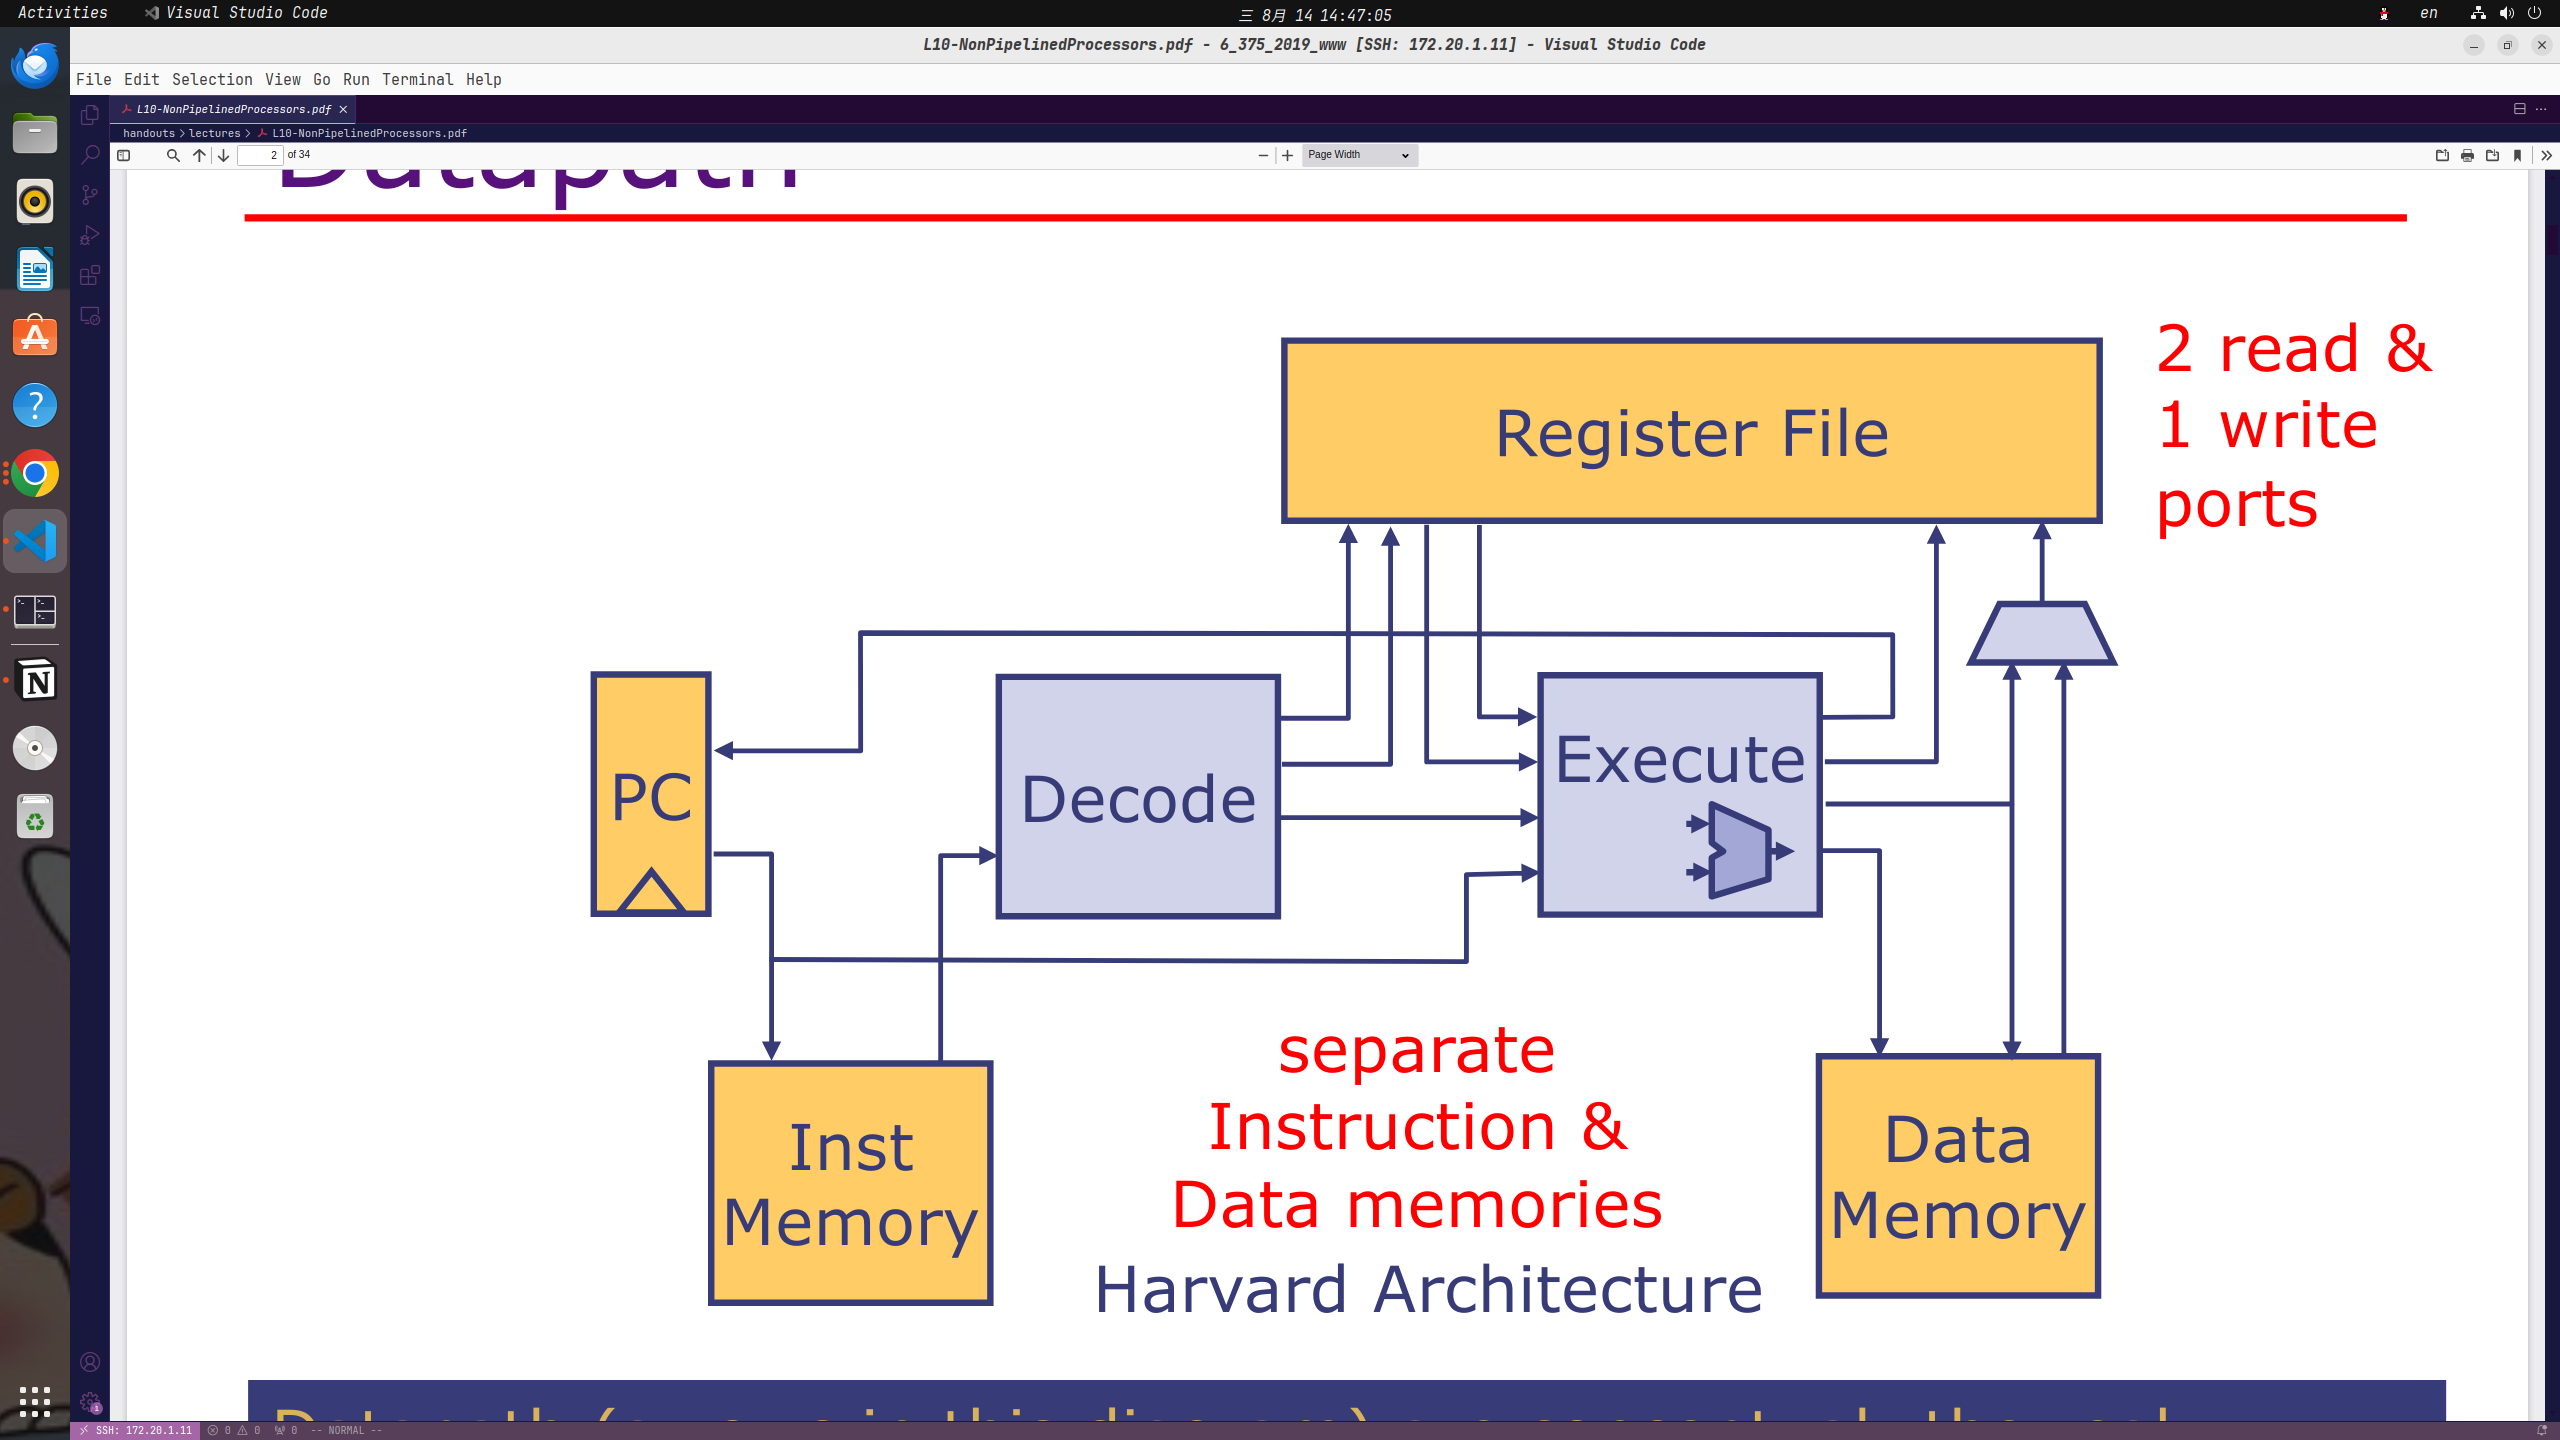 Activities
Visual Studio Code
三 8月 14 14:47:05
en
L10-NonPipelinedProcessors.pdf - 6_375_2019_www [SSH: 172.20.1.11] - Visual Studio Code
File Edit Selection View Go Run Terminal Help
L10-NonPipelinedProcessors.pdf
handouts > lectures > L10-NonPipelinedProcessors.pdf
2 of 34
Page Width
Datapath
2 read &
1 write
ports
Register File
PC
Decode
Execute
Inst
Memory
separate
Instruction &
Data memories
Harvard Architecture
Data
Memory
SSH: 172.20.1.11
0 0 0
-- NORMAL --
1